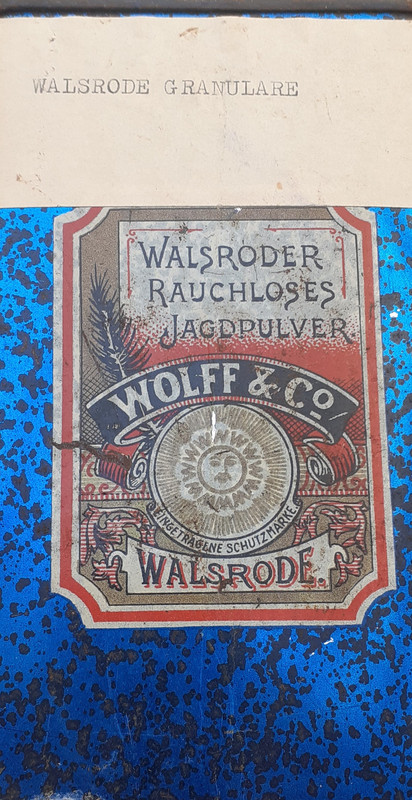 WALSRODE GRANULARE
WALSRODER
RAUCHLOSES
JAGDPULVER
WOLFF & Co
EINGETRAGENE SCHUTZMARKE
WALSRODE.